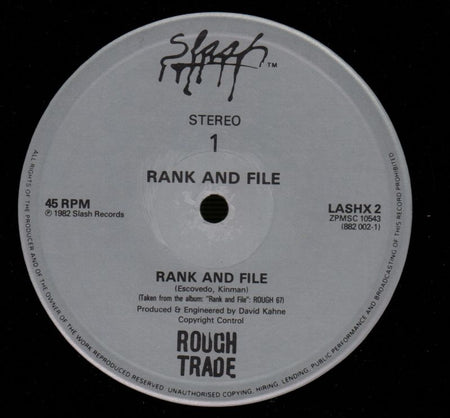 Slash
TM
STEREO
1
RANK AND FILE
45 RPM
℗ 1982 Slash Records
LASHX 2
ZPMSC 10543
(882 002-1)
RANK AND FILE
(Escovedo, Kinman)
(Taken from the album: "Rank and File": ROUGH 67)
Produced & Engineered by David Kahne
Copyright Control
ROUGH
TRADE
ALL RIGHTS OF THE PRODUCER AND OF THE OWNER OF THE WORK REPRODUCED RESERVED. UNAUTHORISED COPYING, HIRING, LENDING, PUBLIC PERFORMANCE AND BROADCASTING OF THIS RECORD PROHIBITED.